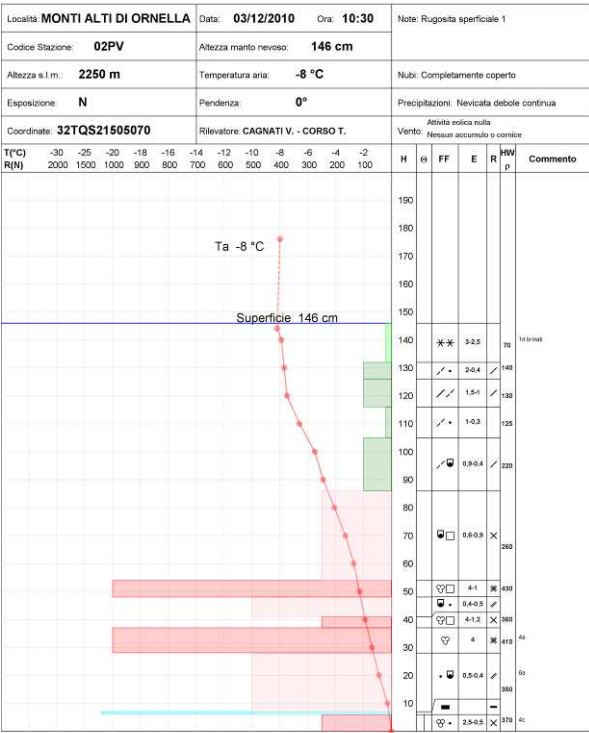 Località: MONTI ALTI DI ORNELLA Data: 03/12/2010 Ora: 10:30 Note: Rugosita sperficiale 1
Codice Stazione: 02PV Altezza manto nevoso: 146 cm
Altezza s.l.m.: 2250 m Temperatura aria: -8 °C Nubi: Completamente coperto
Esposizione: N Pendenza: 0° Precipitazioni: Nevicata debole continua
Coordinate: 32TQS21505070 Rilevatore: CAGNATI V. - CORSO T. Vento: Attività eolica nulla
Nessun accumulo o cornice
T(°C) -30 -25 -20 -18 -16 -14 -12 -10 -8 -6 -4 -2
R(N) 2000 1500 1000 900 800 700 600 500 400 300 200 100
H Θ FF E R HW ρ Commento
190
180
Ta -8 °C 170
160
150
Superficie 146 cm
140 3-2,5 70
130 2-0,4 140
120 1,5-1 130
110 1-0,3 125
100
90 0,9-0,4 220
80
70 0,6-0,9 260
60
50 4-1 430
0,4-0,5
40 4-1,2 360
30 4 410 4a
20 0,5-0,4 5a
350
10
2,5-0,5 370 4c